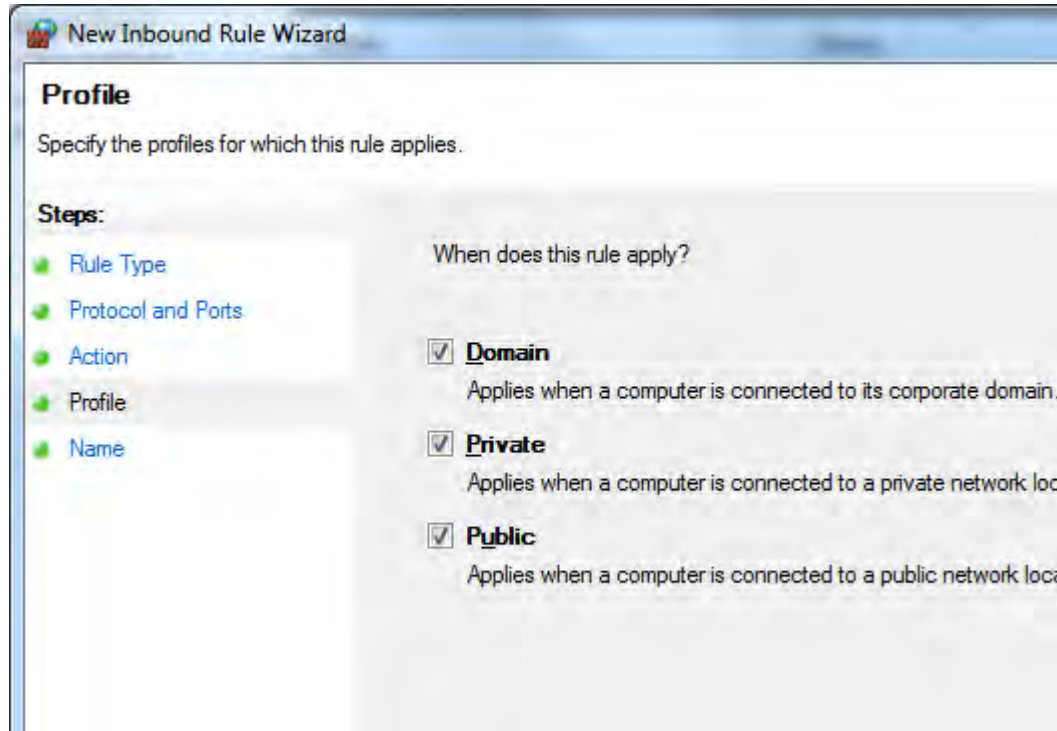 New Inbound Rule Wizard
Profile
Specify the profiles for which this rule applies.
Steps:
Rule Type
Protocol and Ports
Action
Profile
Name
When does this rule apply?
Domain
Applies when a computer is connected to its corporate domain.
Private
Applies when a computer is connected to a private network loc
Public
Applies when a computer is connected to a public network loca